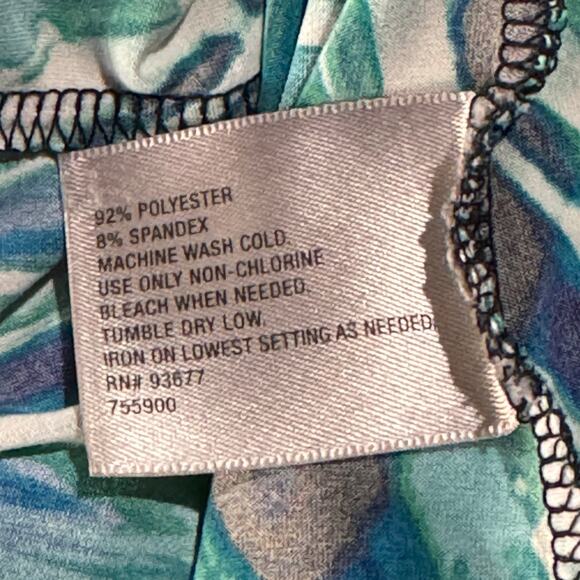 92% POLYESTER
8% SPANDEX
MACHINE WASH COLD.
USE ONLY NON-CHLORINE
BLEACH WHEN NEEDED.
TUMBLE DRY LOW.
IRON ON LOWEST SETTING AS NEEDED
RN# 93677
755900